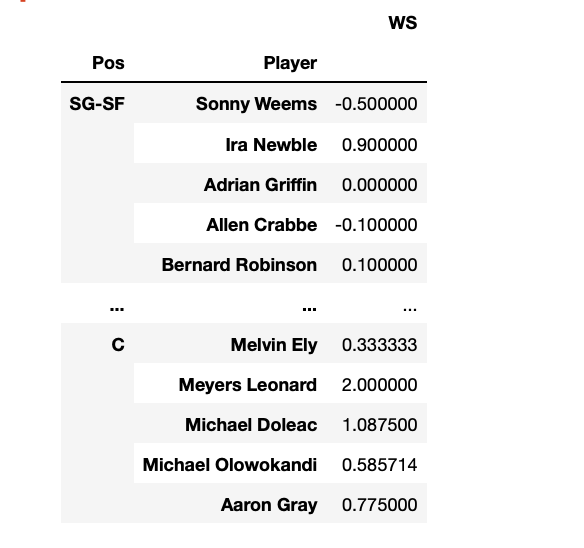 WS
Pos Player
SG-SF Sonny Weems -0.500000
Ira Newble 0.900000
Adrian Griffin 0.000000
Allen Crabbe -0.100000
Bernard Robinson 0.100000
... ... ...
C Melvin Ely 0.333333
Meyers Leonard 2.000000
Michael Doleac 1.087500
Michael Olowokandi 0.585714
Aaron Gray 0.775000